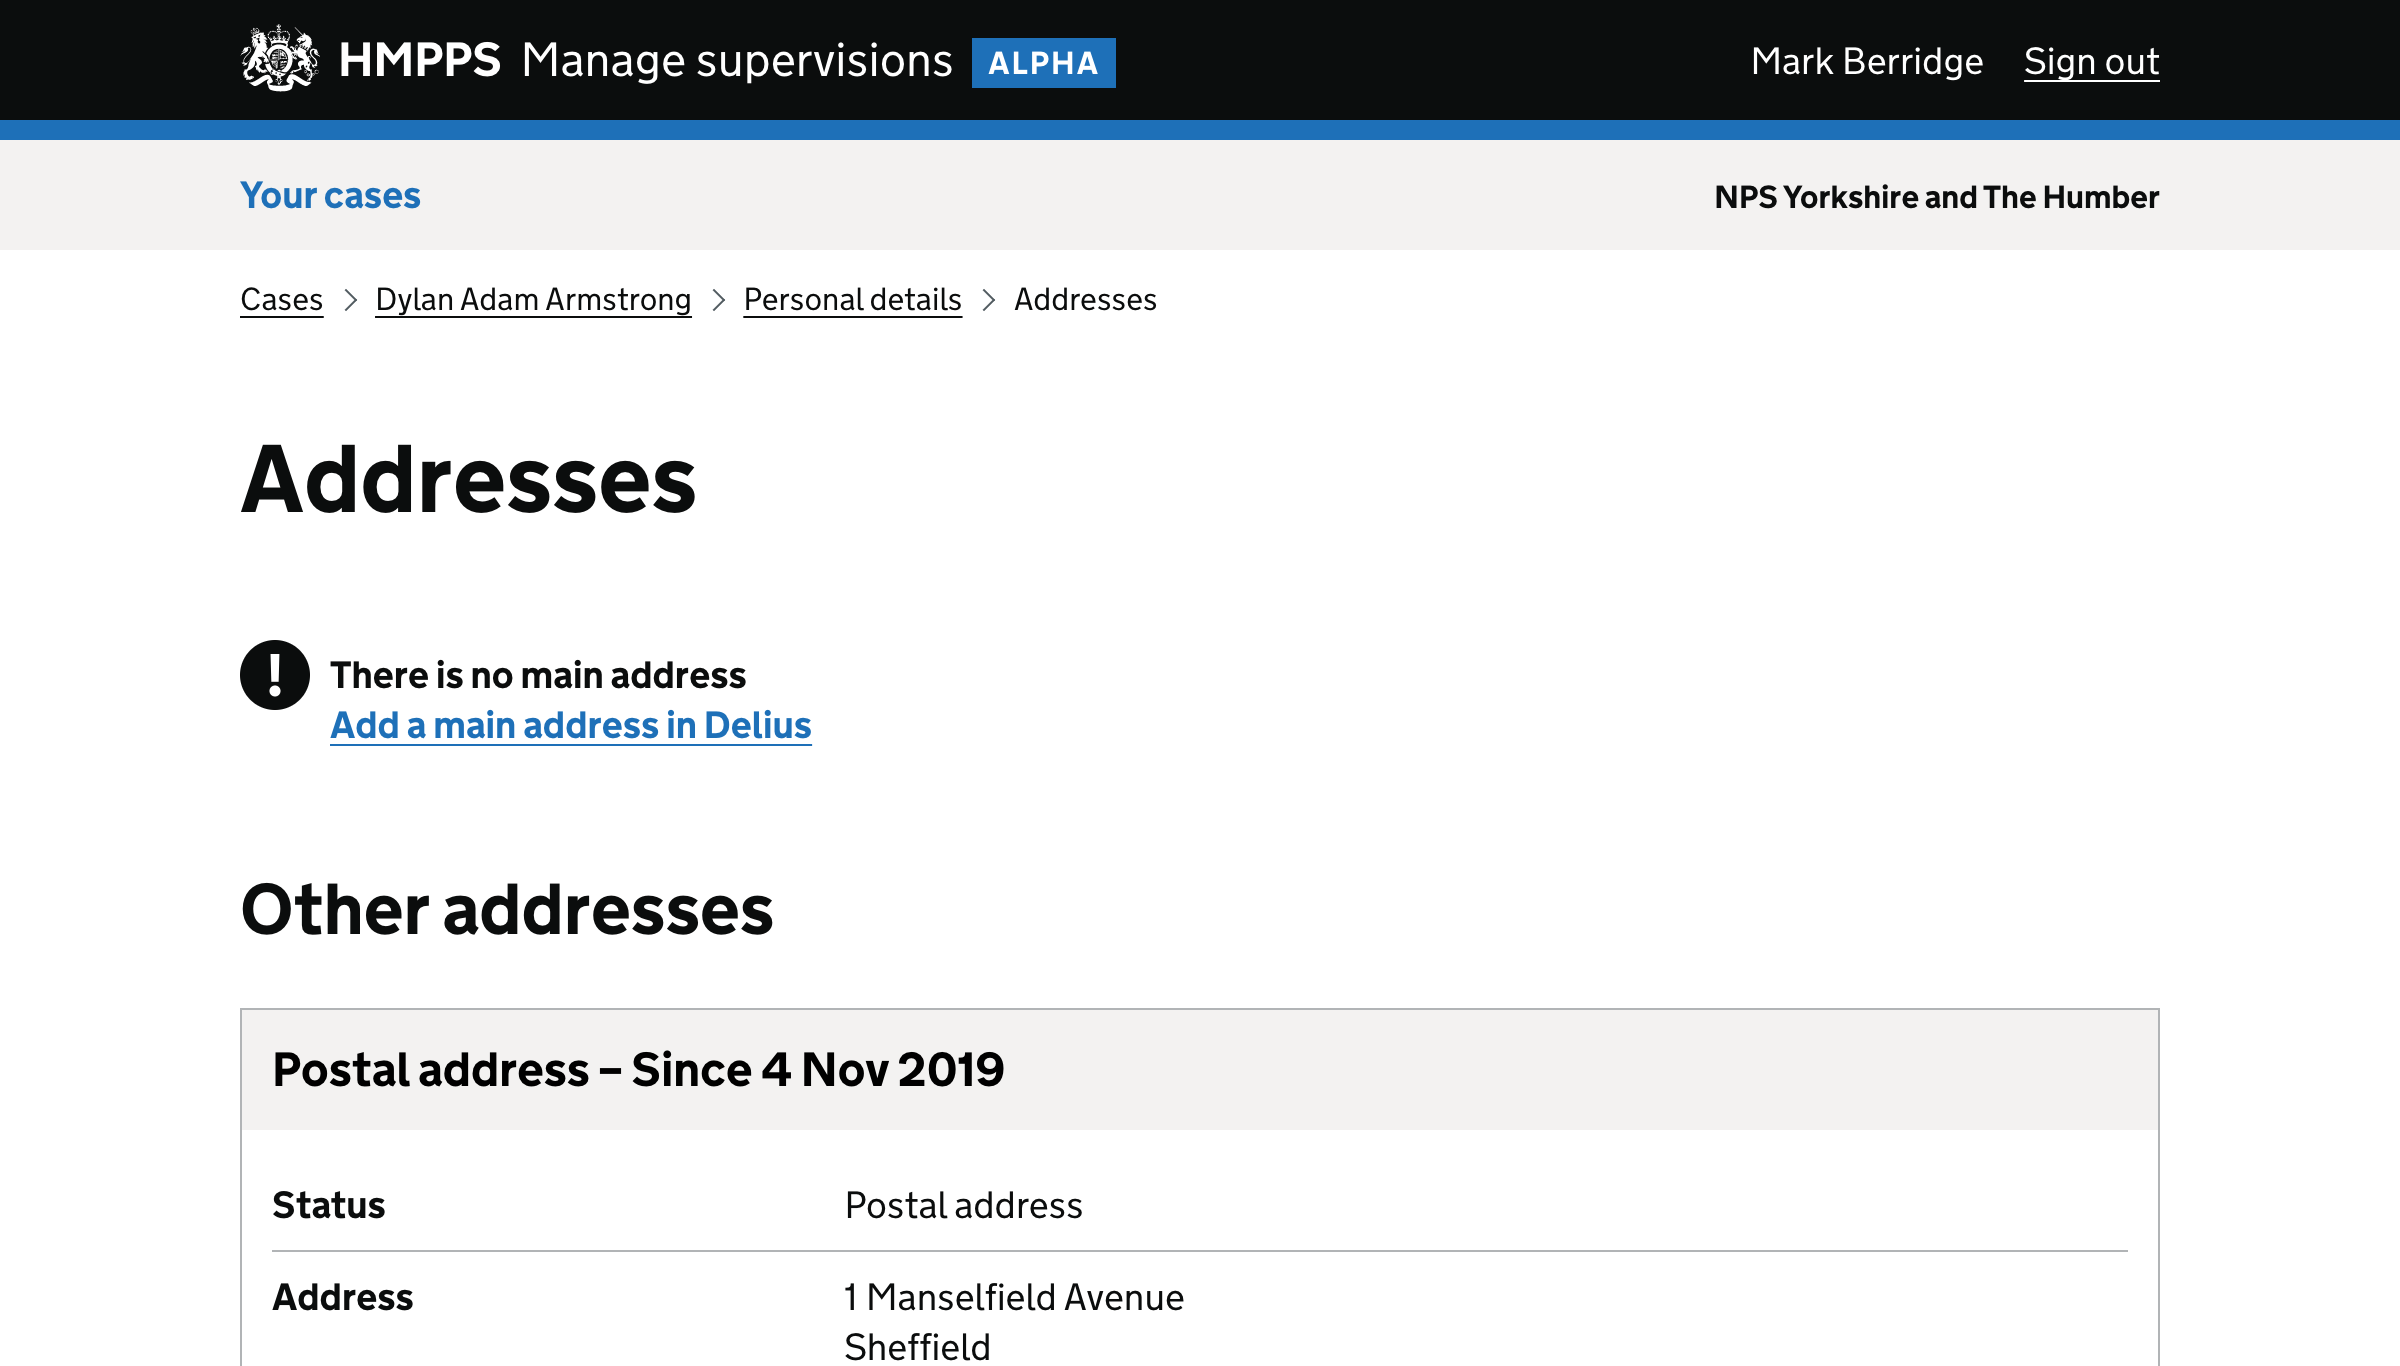 HMPPS Manage supervisions ALPHA Mark Berridge Sign out
Your cases NPS Yorkshire and The Humber
Cases Dylan Adam Armstrong Personal details Addresses
Addresses
! There is no main address
Add a main address in Delius
Other addresses
Postal address – Since 4 Nov 2019
Status Postal address
Address 1 Manselfield Avenue
Sheffield